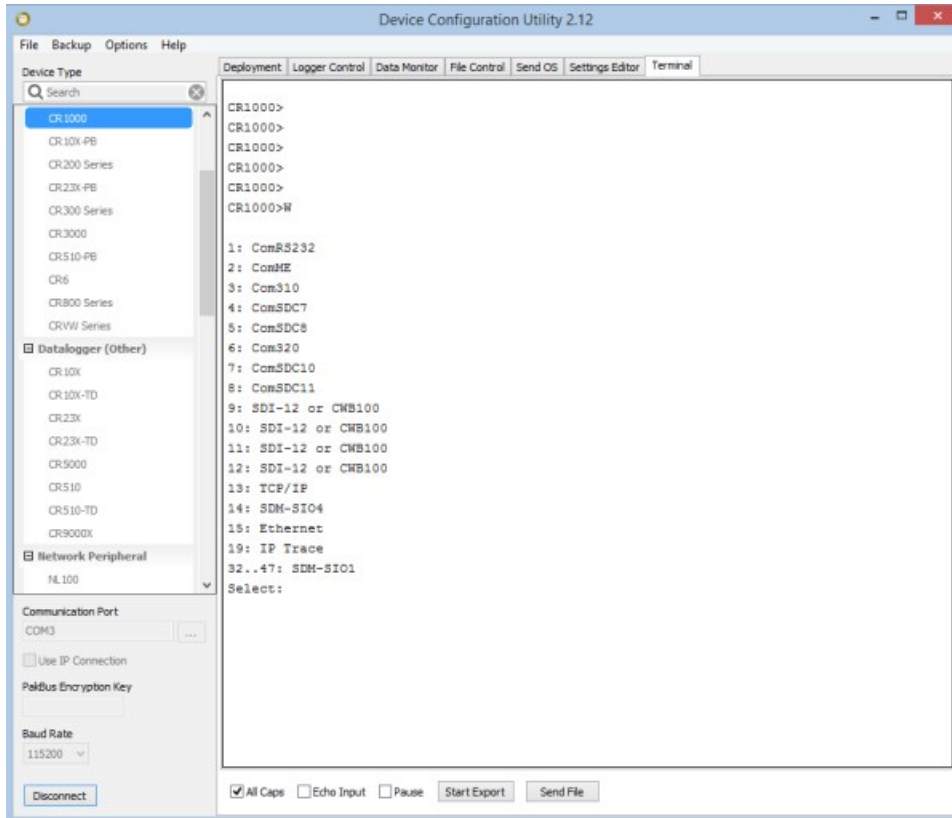 Device Configuration Utility 2.12
File Backup Options Help
Device Type
Search
CR1000
CR10X-PB
CR200 Series
CR23X-PB
CR300 Series
CR3000
CR510-PB
CR6
CR800 Series
CRVW Series
Datalogger (Other)
CR10X
CR10X-TD
CR23X
CR23X-TD
CR5000
CR510
CR510-TD
CR9000X
Network Peripheral
NL100
Communication Port
COM3
...
Use IP Connection
PakBus Encryption Key
Baud Rate
115200
Disconnect
Deployment Logger Control Data Monitor File Control Send OS Settings Editor Terminal
CR1000>
CR1000>
CR1000>
CR1000>
CR1000>
CR1000>W
1: ComRS232
2: ComME
3: Com310
4: ComSDC7
5: ComSDC8
6: Com320
7: ComSDC10
8: ComSDC11
9: SDI-12 or CWB100
10: SDI-12 or CWB100
11: SDI-12 or CWB100
12: SDI-12 or CWB100
13: TCP/IP
14: SDM-SIO4
15: Ethernet
19: IP Trace
32..47: SDM-SIO1
Select:
All Caps Echo Input Pause Start Export Send File